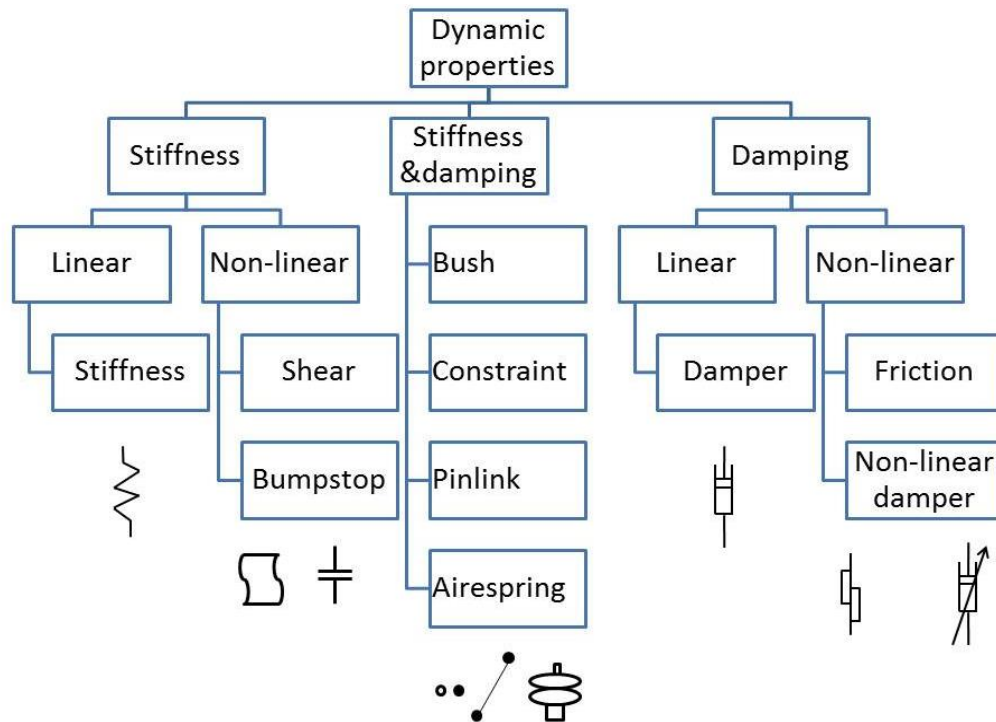 Dynamic
properties
Stiffness
Stiffness
&damping
Damping
Linear
Non-linear
Bush
Linear
Non-linear
Stiffness
Shear
Constraint
Damper
Friction
Bumpstop
Pinlink
Non-linear
damper
Airespring